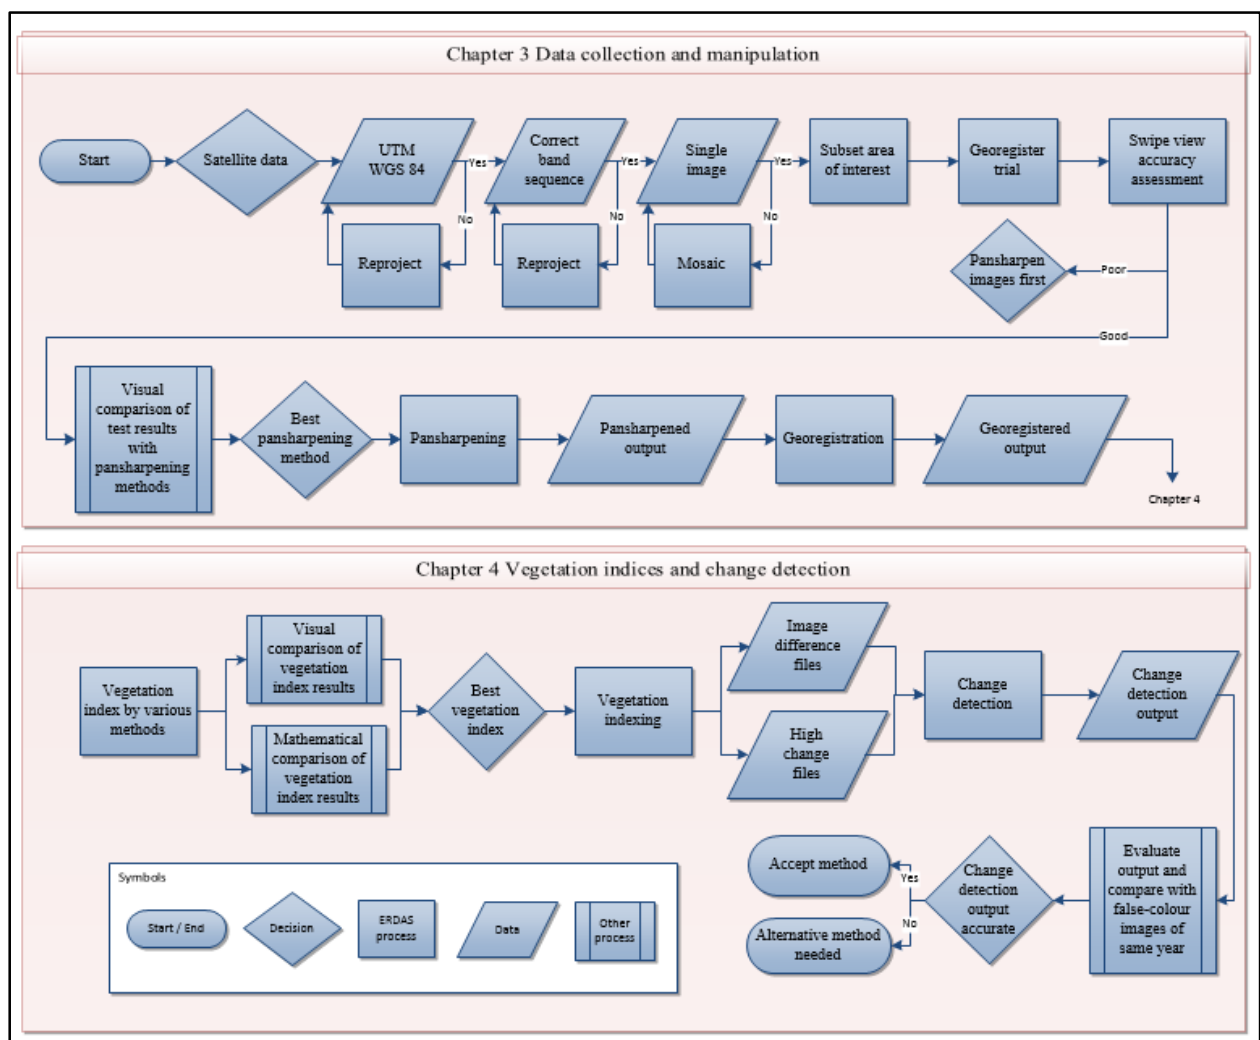 Chapter 3 Data collection and manipulation
Start
Satellite data
UTM
WGS 84
Yes
No
Reproject
Correct
band
sequence
Yes
No
Reproject
Single
image
Yes
No
Mosaic
Subset area
of interest
Georegister
trial
Swipe view
accuracy
assessment
Poor
Pansharpen
images first
Good
Visual
comparison of
test results
with
pansharpening
methods
Best
pansharpening
method
Pansharpening
Pansharpened
output
Georegistration
Georegistered
output
Chapter 4
Chapter 4 Vegetation indices and change detection
Vegetation
index by various
methods
Visual
comparison of
vegetation
index results
Mathematical
comparison of
vegetation
index results
Best
vegetation
index
Vegetation
indexing
Image
difference
files
High
change
files
Change
detection
Change
detection
output
Evaluate
output and
compare with
false-colour
images of
same year
Change
detection
output
accurate
Yes
Accept method
No
Alternative method
needed
Symbols
Start / End
Decision
ERDAS
process
Data
Other
process